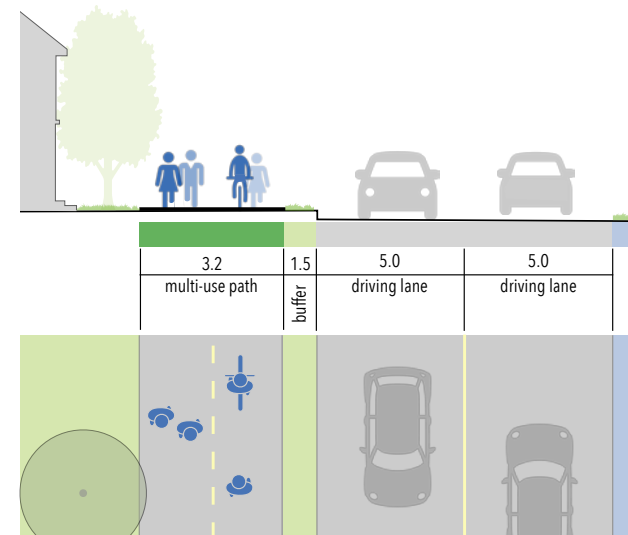 3.2
multi-use path
1.5
buffer
5.0
driving lane
5.0
driving lane